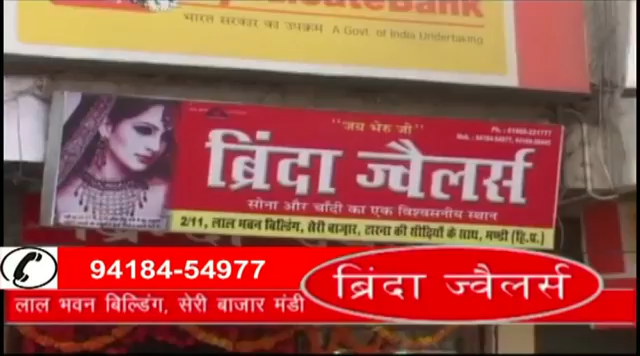 icateBank
भारत सरकार का उपक्रम A Govt. of India Undertaking
"जय भेरु जी"
ब्रिंदा ज्वैलर्स
सोना और चाँदी का एक विश्वसनीय स्थान
2/11, लाल भवन बिल्डिंग, सेरी बाजार, टारना की सीढ़ियों के साथ, मण्डी (हि.प्र.)
94184-54977
ब्रिंदा ज्वैलर्स
लाल भवन बिल्डिंग, सेरी बाजार मंडी